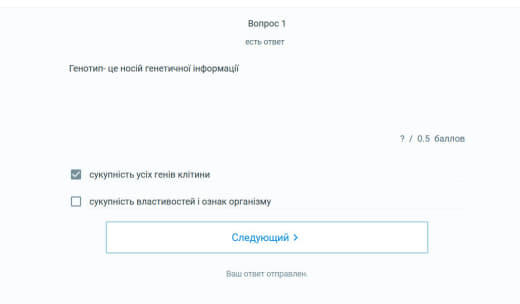 Вопрос 1
есть ответ
Генотип- це носій генетичної інформації
? / 0.5 баллов
сукупність усіх генів клітини
сукупність властивостей і ознак організму
Следующий >
Ваш ответ отправлен.